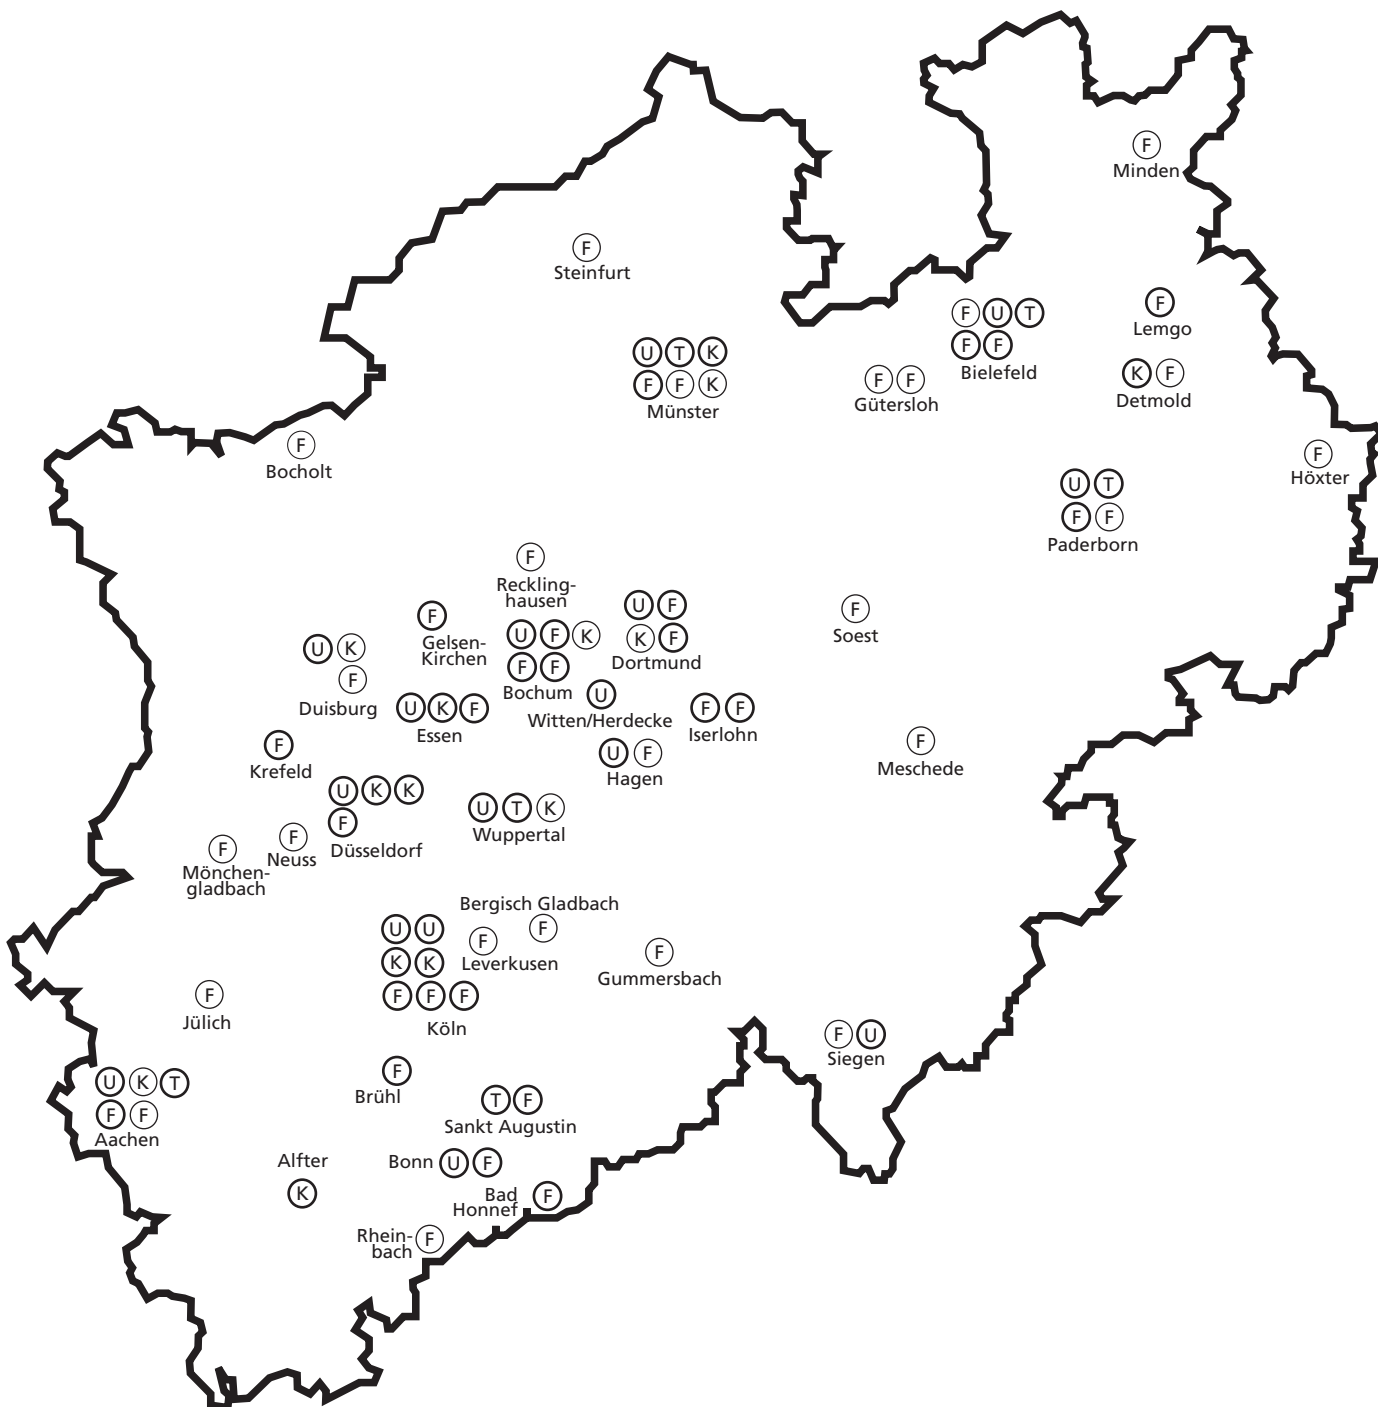 F
Minden
F
Steinfurt
F
Lemgo
F U T
F F
Bielefeld
U T K
F F K
Münster
F F
Gütersloh
K F
Detmold
F
Bocholt
F
Höxter
U T
F F
Paderborn
F
Reckling-
hausen
F
Gelsen-
Kirchen
U F K
F F
Bochum
U F
K F
Dortmund
F
Soest
U K
F
Duisburg
U K F
Essen
U
Witten/Herdecke
F F
Iserlohn
F
Krefeld
U F
Hagen
F
Meschede
U K K
F
Düsseldorf
U T K
Wuppertal
F
Neuss
F
Mönchen-
gladbach
Bergisch Gladbach
F
U U
K K
F F F
Köln
F
Leverkusen
F
Gummersbach
F
Jülich
F U
Siegen
U K T
F F
Aachen
F
Brühl
T F
Sankt Augustin
Alfter
K
Bonn U F
Bad F
Honnef
Rhein- F
bach